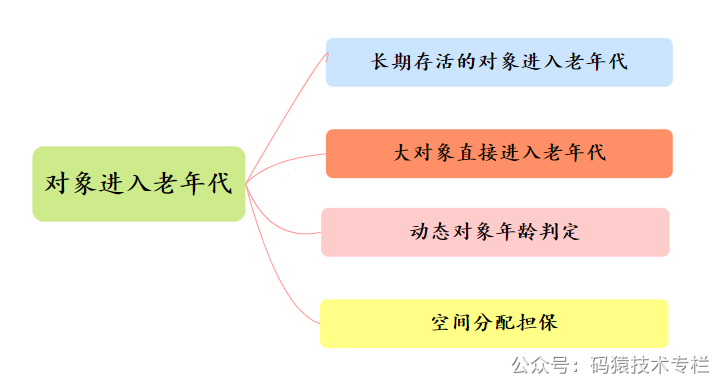 对象进入老年代
长期存活的对象进入老年代
大对象直接进入老年代
动态对象年龄判定
空间分配担保
公众号：码猿技术专栏